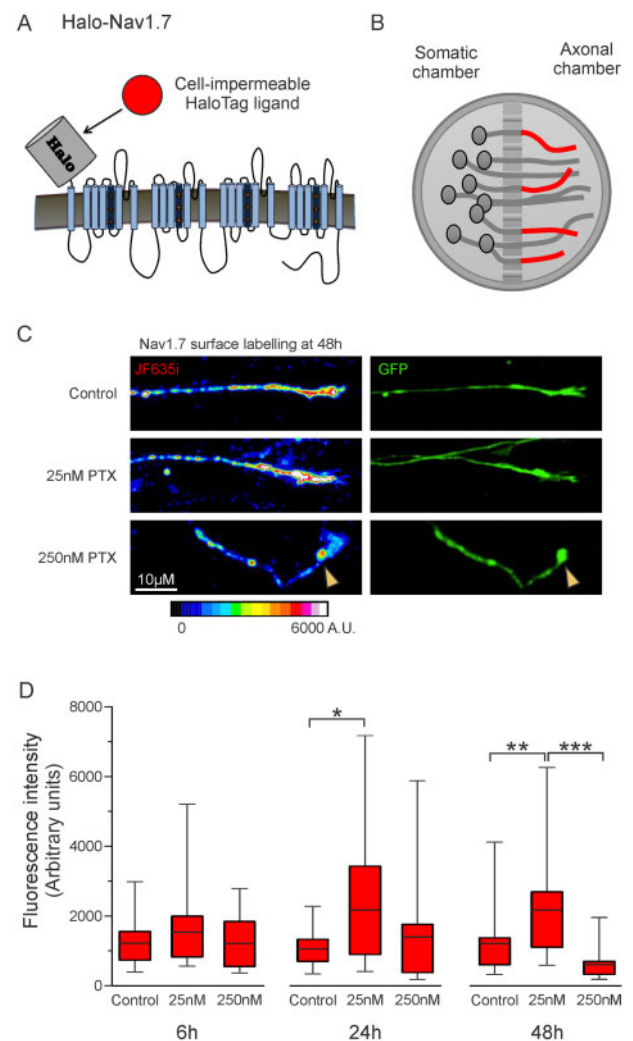 A
Halo-Nav1.7
Cell-impermeable
HaloTag ligand
Halo
B
Somatic
chamber
Axonal
chamber
C
Nav1.7 surface labelling at 48h
JF635i
GFP
Control
25nM PTX
250nM PTX
10µM
0
6000 A.U.
D
Fluorescence intensity
(Arbitrary units)
8000
6000
4000
2000
0
*
**
***
Control
25nM
250nM
Control
25nM
250nM
Control
25nM
250nM
6h
24h
48h